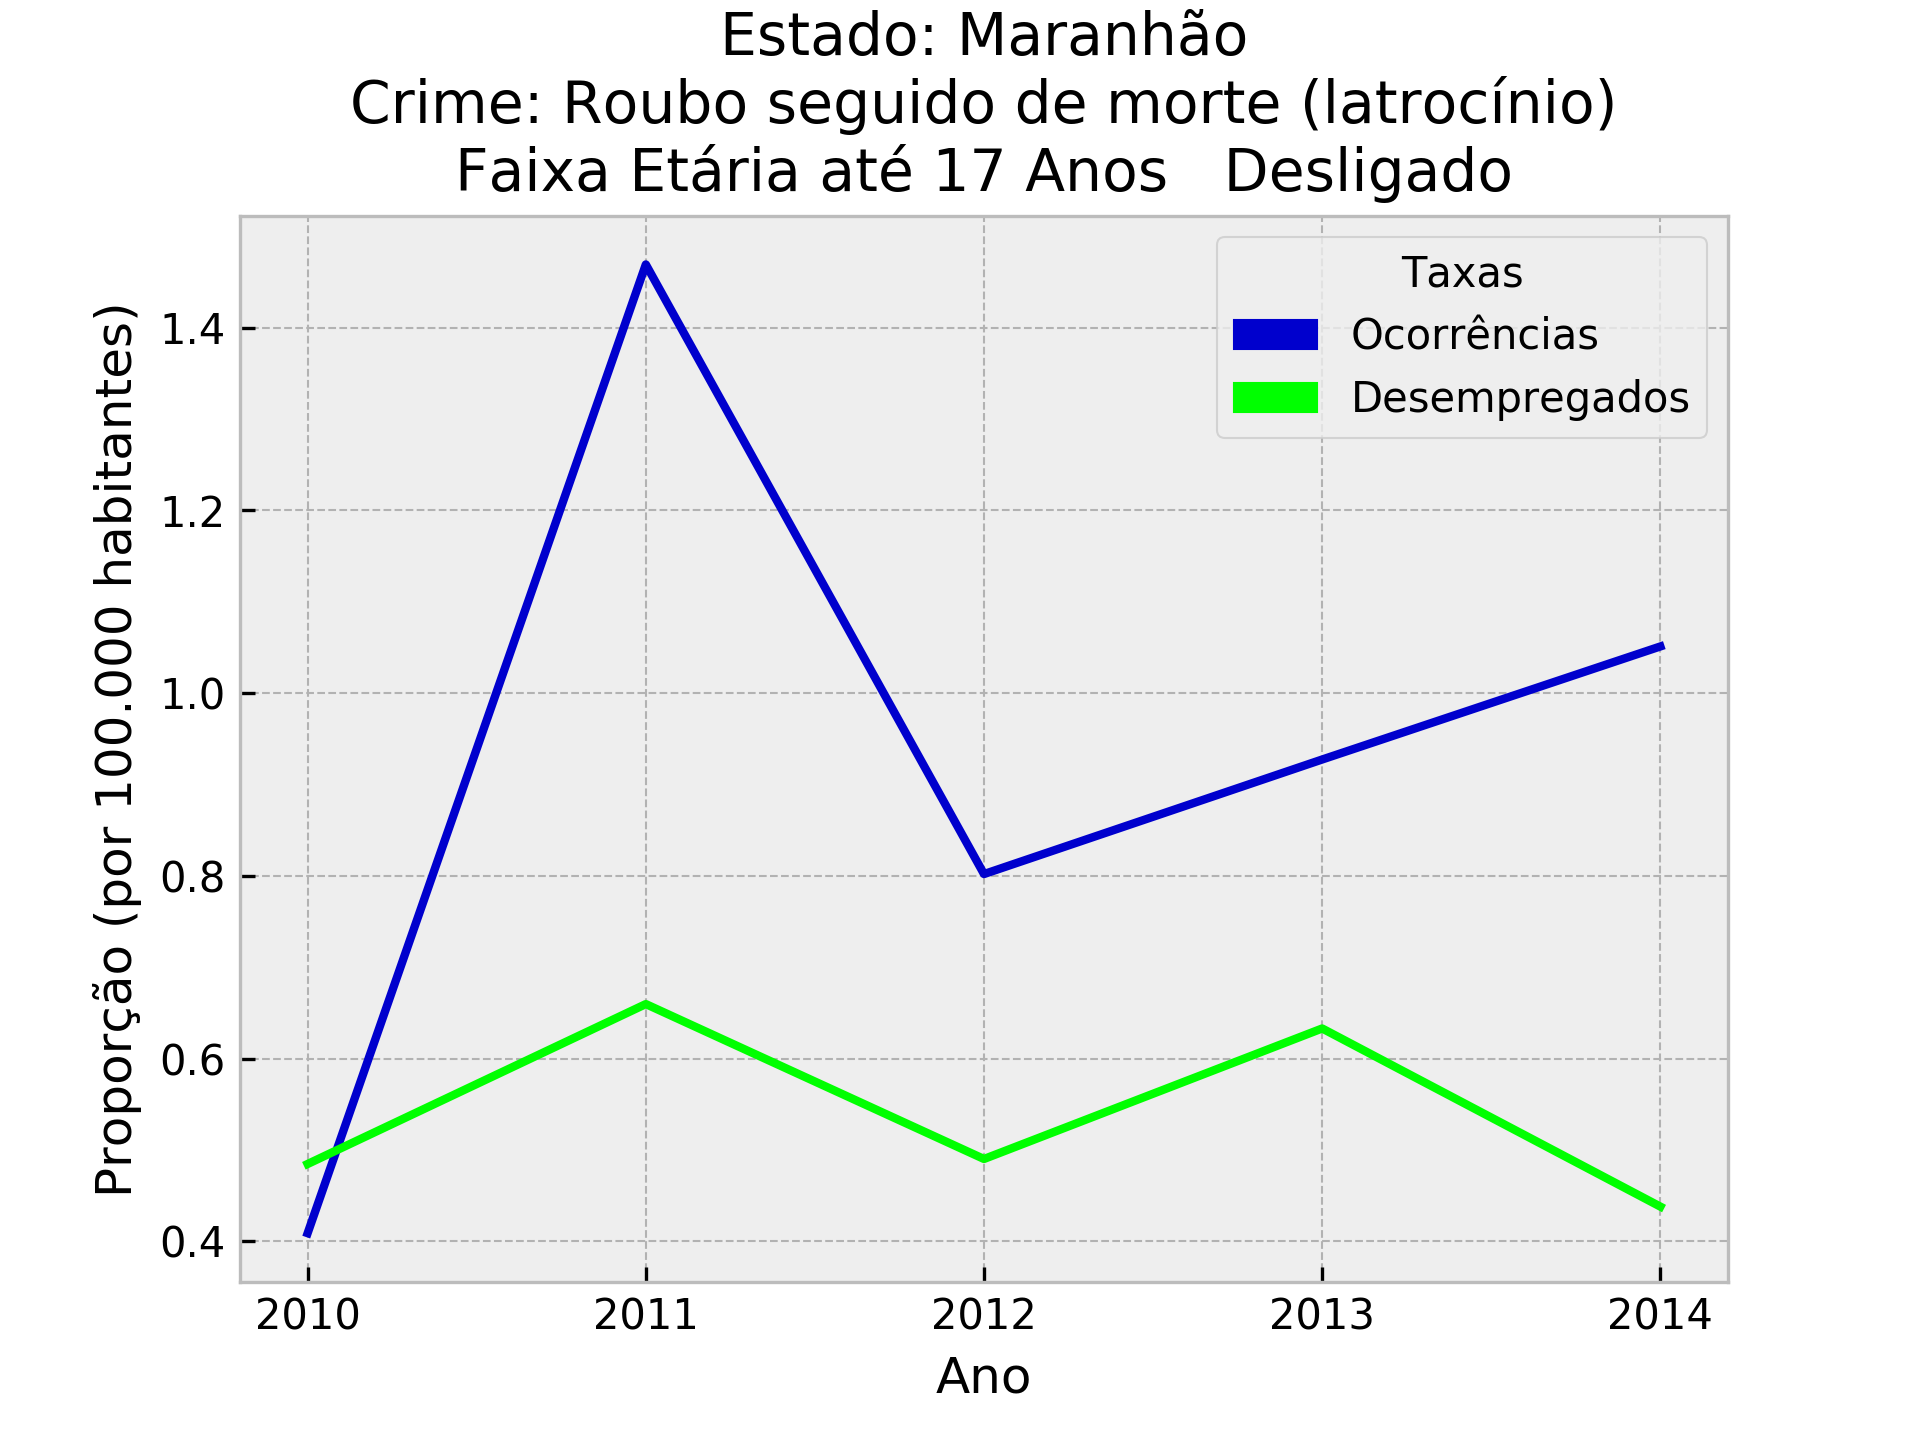 Estado: Maranhão
Crime: Roubo seguido de morte (latrocínio)
Faixa Etária até 17 Anos   Desligado
Taxas
Ocorrências
Desempregados
Proporção (por 100.000 habitantes)
1.4
1.2
1.0
0.8
0.6
0.4
2010 2011 2012 2013 2014
Ano